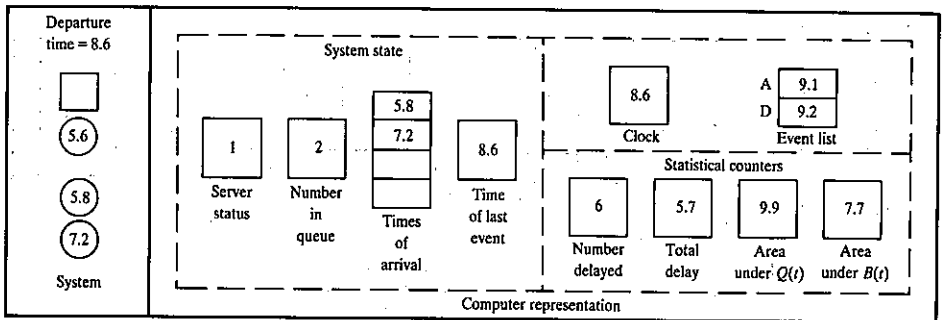 Departure
time = 8.6
5.6
5.8
7.2
System
System state
1
Server
status
2
Number
in
queue
5.8
7.2
Times
of
arrival
8.6
Time
of last
event
8.6
Clock
A 9.1
D 9.2
Event list
Statistical counters
6
Number
delayed
5.7
Total
delay
9.9
Area
under Q(t)
7.7
Area
under B(t)
Computer representation